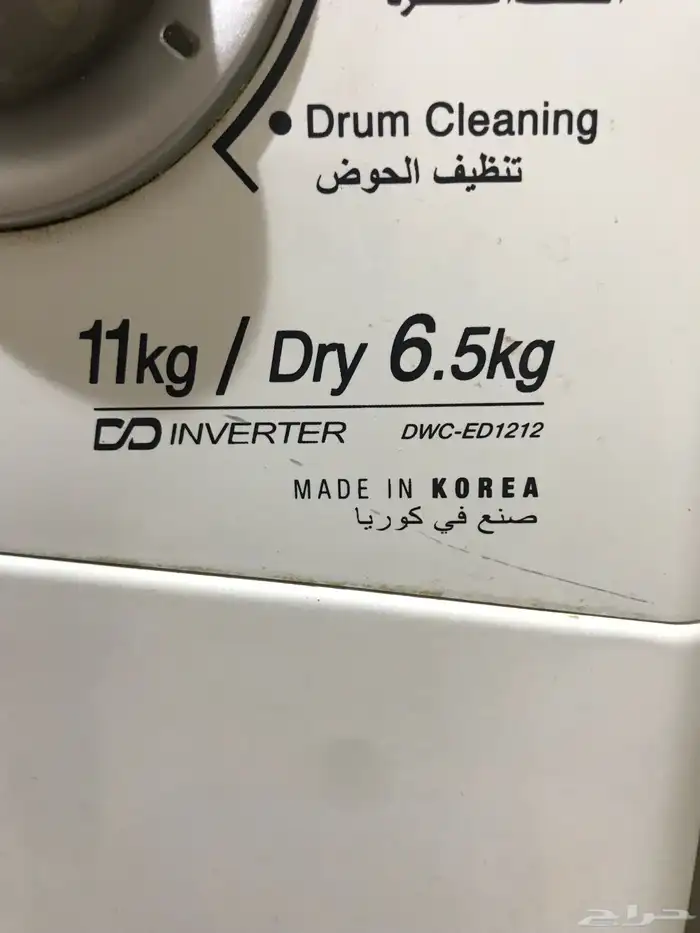 • Drum Cleaning
تنظيف الحوض
11kg / Dry 6.5kg
DD INVERTER DWC-ED1212
MADE IN KOREA
صنع في كوريا
حراج